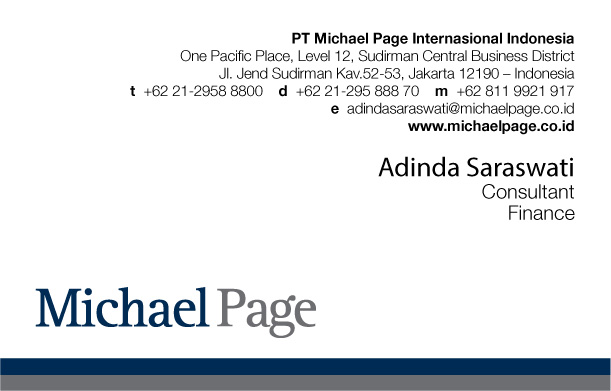 PT Michael Page Internasional Indonesia
One Pacific Place, Level 12, Sudirman Central Business District
Jl. Jend Sudirman Kav.52-53, Jakarta 12190 – Indonesia
t +62 21-2958 8800 d +62 21-295 888 70 m +62 811 9921 917
e adindasaraswati@michaelpage.co.id
www.michaelpage.co.id
Adinda Saraswati
Consultant
Finance
Michael Page